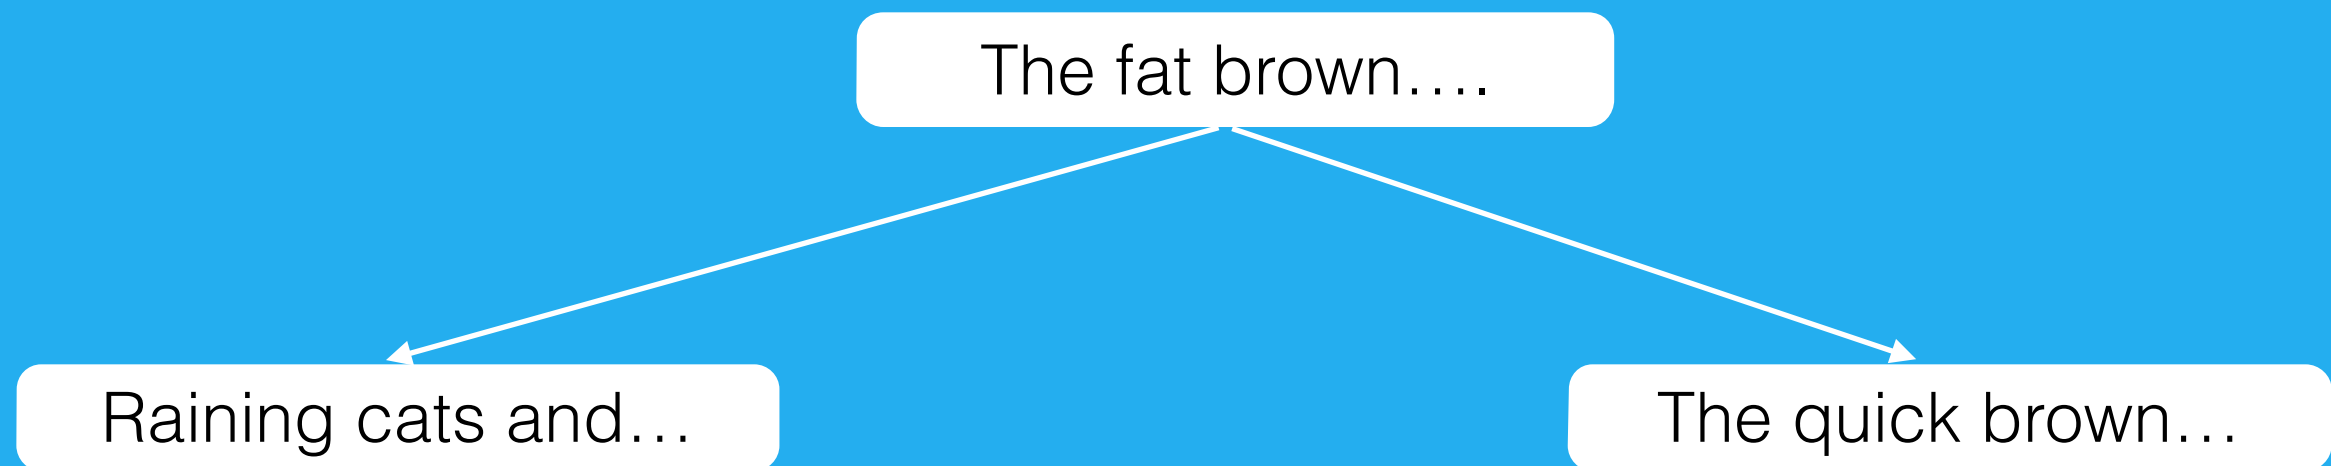 The fat brown….
Raining cats and…
The quick brown…